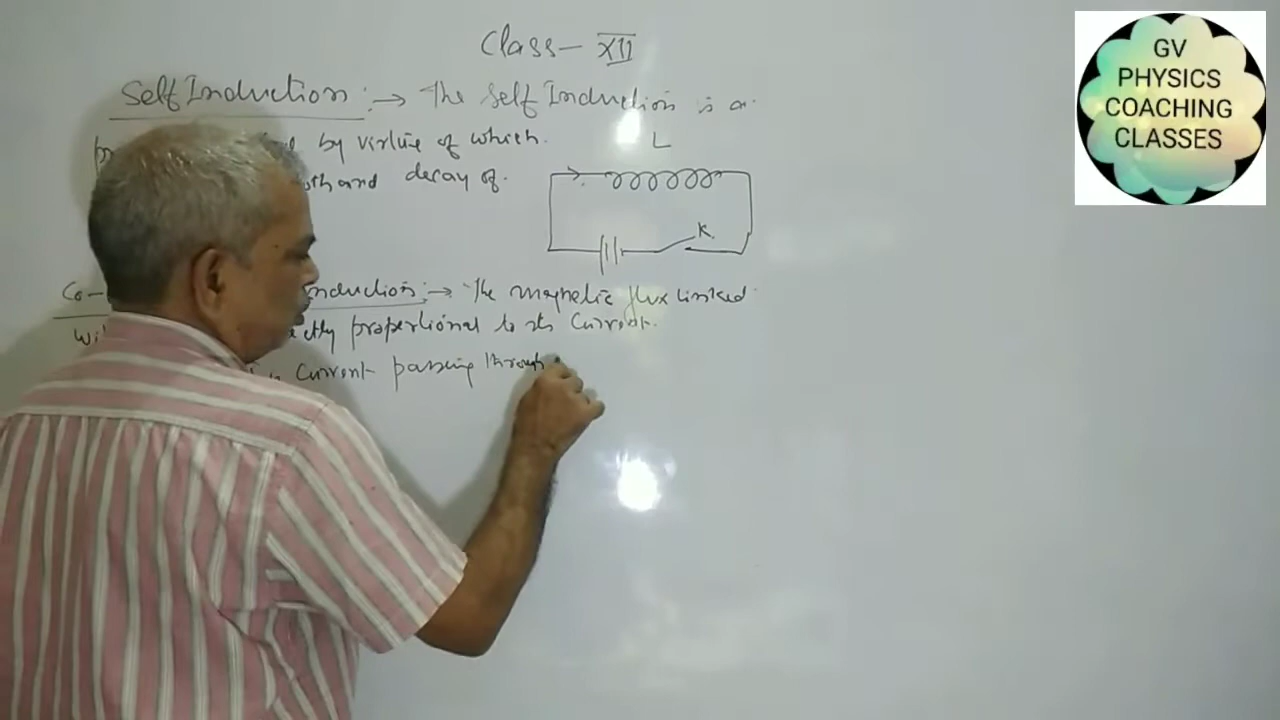 Class - XII
Self Induction :→ The Self Induction is a
by virtue of which.
and decay of.
L
K
Induction :→ The magnetic flux linked
proportional to its Current.
is Current passing through
GV
PHYSICS
COACHING
CLASSES